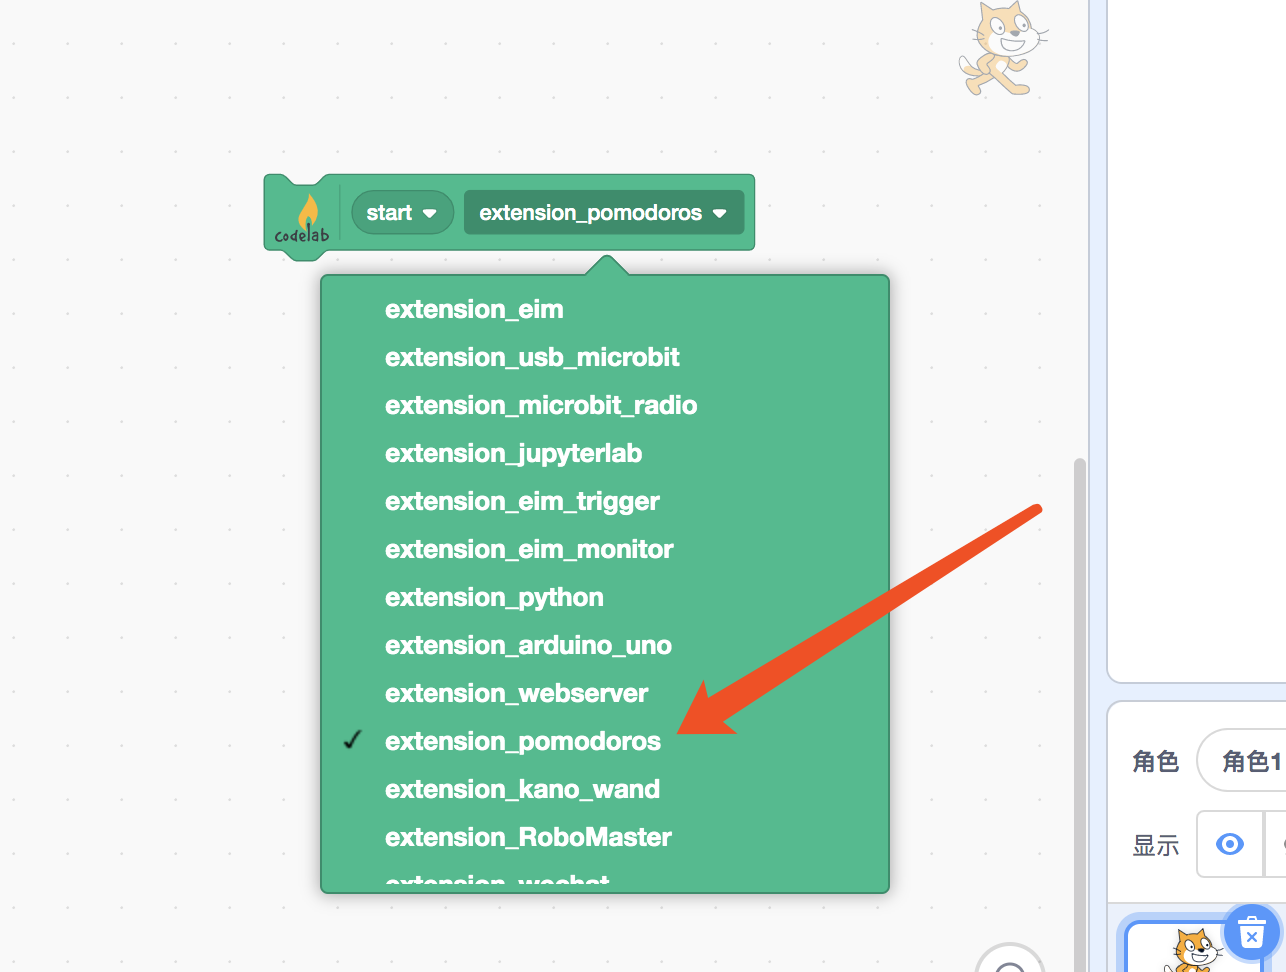 codelab start extension_pomodoros
extension_eim
extension_usb_microbit
extension_microbit_radio
extension_jupyterlab
extension_eim_trigger
extension_eim_monitor
extension_python
extension_arduino_uno
extension_webserver
extension_pomodoros
extension_kano_wand
extension_RoboMaster
extension_wechat
角色 角色1
显示